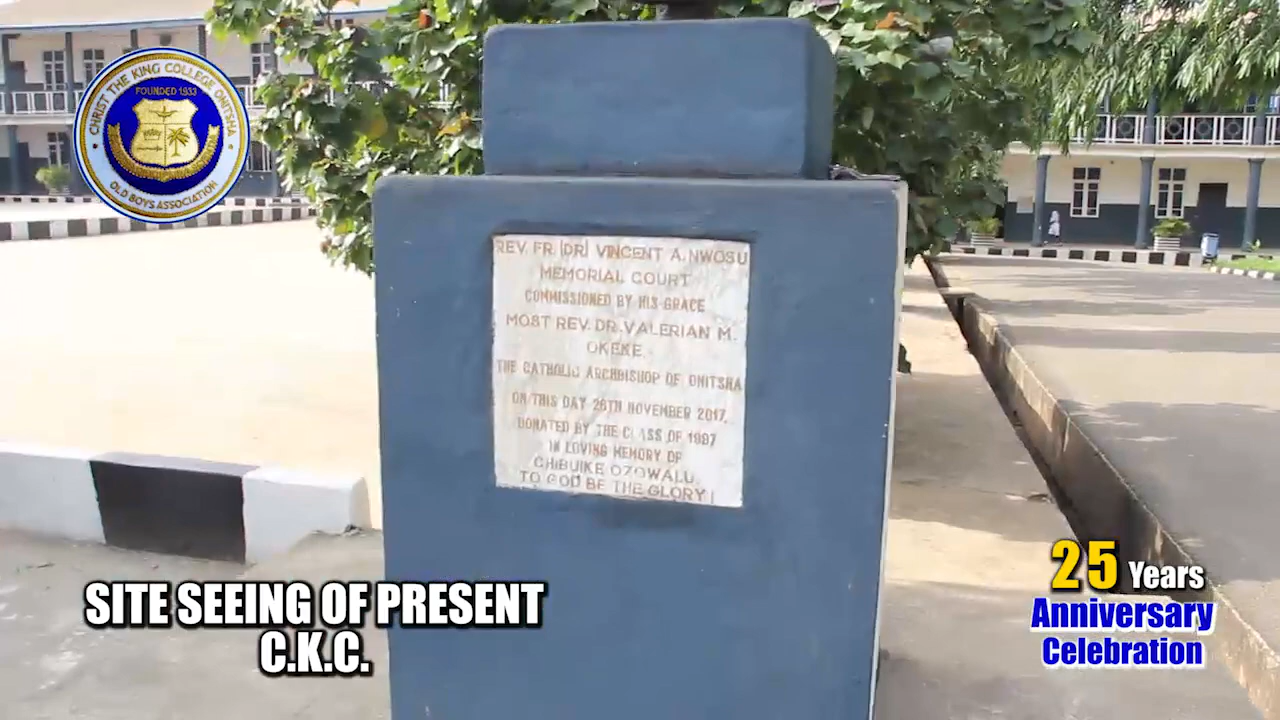 CHRIST THE KING COLLEGE ONITSHA
FOUNDED 1933
OLD BOYS ASSOCIATION
REV. FR. (DR) VINCENT A. NWOSU
MEMORIAL COURT
COMMISSIONED BY HIS GRACE
MOST REV. DR. VALERIAN M.
OKEKE,
THE CATHOLIC ARCHBISHOP OF ONITSHA
ON THIS DAY 26TH NOVEMBER 2017,
DONATED BY THE CLASS OF 1997
IN LOVING MEMORY OF
CHIBUIKE OZOWALU,
TO GOD BE THE GLORY!
SITE SEEING OF PRESENT
C.K.C.
25 Years
Anniversary
Celebration